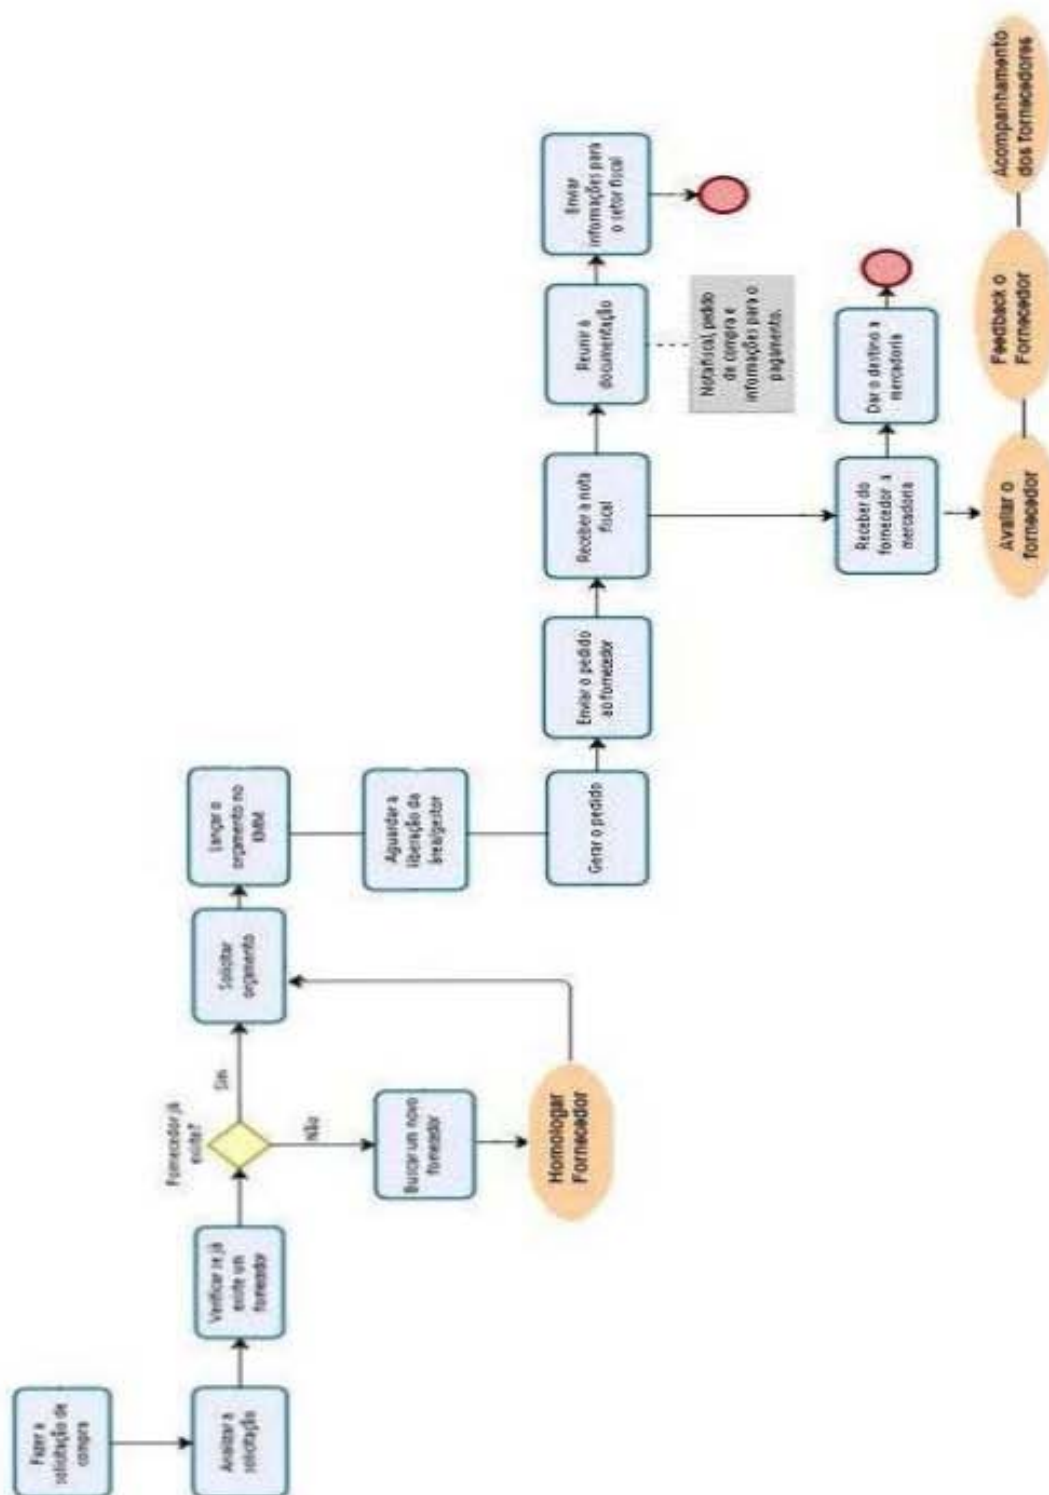 Fazer a
solicitação de
compra
Analizar a
solicitação
Verificar se já
existe um
fornecedor
Fornecedor já
existe?
Sim
Não
Buscar um novo
fornecedor
Homologar
Fornecedor
Solicitar
orçamento
Lançar o
orçamento no
KMM
Aguardar a
liberação da
área/gestor
Gerar o pedido
Enviar o pedido
ao fornecedor
Receber a nota
fiscal
Reunir a
documentação
Nota fiscal, pedido
de compra e
informações para o
pagamento.
Enviar
informações para
o setor fiscal
Receber do
fornecedor a
mercadoria
Dar o destino a
mercadoria
Avaliar o
fornecedor
Feedback o
Fornecedor
Acompanhamento
dos fornecedores